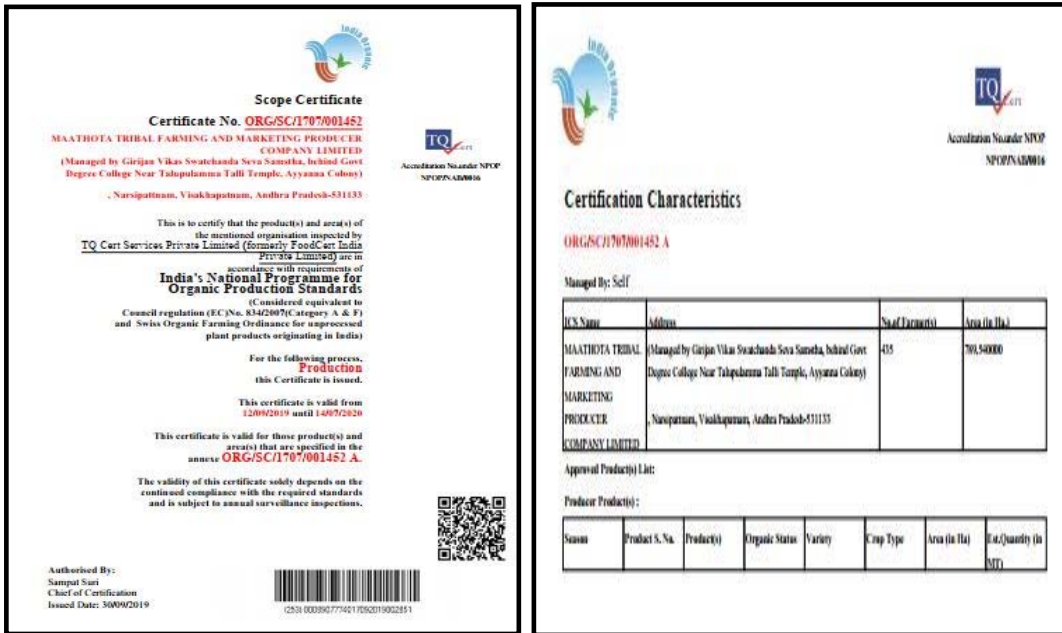 India Organic
Scope Certificate
Certificate No. ORG/SC/1707/001452
MAATHOTA TRIBAL FARMING AND MARKETING PRODUCER
COMPANY LIMITED
(Managed by Girijan Vikas Swatchanda Seva Samstha, behind Govt
Degree College Near Talupulamma Talli Temple, Ayyanna Colony)
, Narsipattnam, Visakhapatnam, Andhra Pradesh-531133
TQ Cert
Accreditation No.under NPOP
NPOP/NAB/0016
This is to certify that the product(s) and area(s) of
the mentioned organisation inspected by
TQ Cert Services Private Limited (formerly FoodCert India
Private Limited) are in
accordance with requirements of
India's National Programme for
Organic Production Standards
(Considered equivalent to
Council regulation (EC)No. 834/2007(Category A & F)
and Swiss Organic Farming Ordinance for unprocessed
plant products originating in India)
For the following process,
Production
this Certificate is issued.
This certificate is valid from
12/09/2019 until 14/07/2020
This certificate is valid for those product(s) and
area(s) that are specified in the
annexe ORG/SC/1707/001452 A.
The validity of this certificate solely depends on the
continued compliance with the required standards
and is subject to annual surveillance inspections.
Authorised By:
Sampat Suri
Chief of Certification
Issued Date: 30/09/2019
India Organic
TQ Cert
Accreditation No.under NPOP
NPOP/NAB/0016
Certification Characteristics
ORG/SC/1707/001452 A
Managed By: Self
ICS Name Address No.of Farmer(s) Area (in Ha.)
MAATHOTA TRIBAL (Managed by Girijan Vikas Swatchanda Seva Samstha, behind Govt 435 789.540000
FARMING AND Degree College Near Talupulamma Talli Temple, Ayyanna Colony)
MARKETING
PRODUCER , Narsipattnam, Visakhapatnam, Andhra Pradesh-531133
COMPANY LIMITED
Approved Product(s) List:
Producer Product(s) :
Season Product S. No. Product(s) Organic Status Variety Crop Type Area (in Ha) Est.Quantity (in
MT)